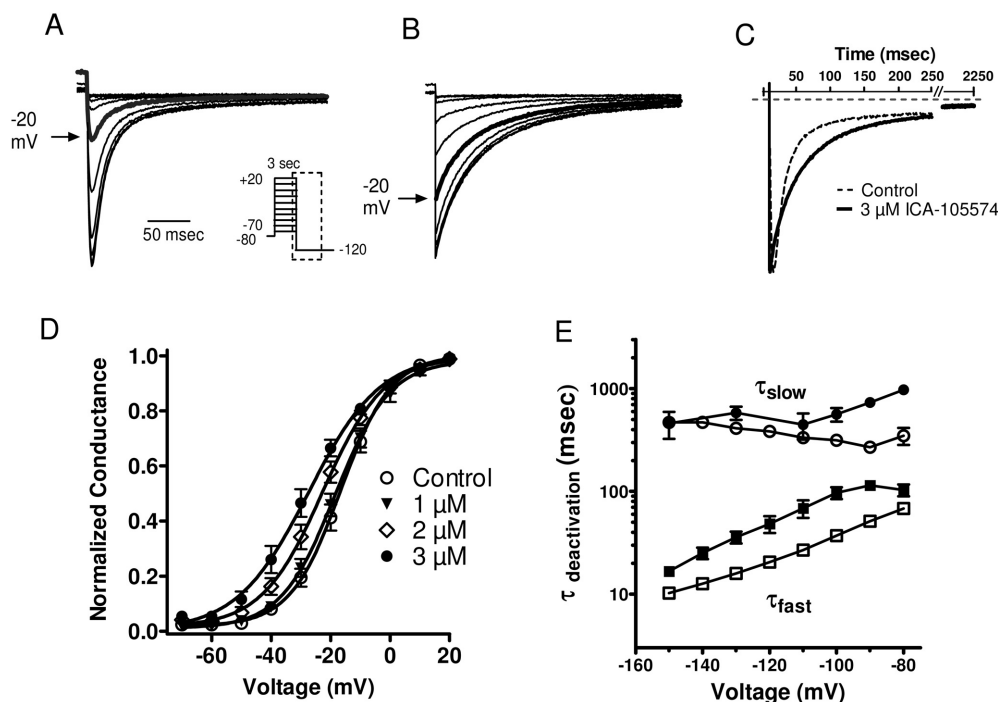 A
-20
mV
50 msec
3 sec
+20
-70
-80
-120
B
-20
mV
C
Time (msec)
50 100 150 200 250 // 2250
Control
3 µM ICA-105574
D
Normalized Conductance
1.0
0.8
0.6
0.4
0.2
0.0
-60 -40 -20 0 20
Voltage (mV)
Control
1 µM
2 µM
3 µM
E
τ deactivation (msec)
1000
100
10
τslow
τfast
-160 -140 -120 -100 -80
Voltage (mV)